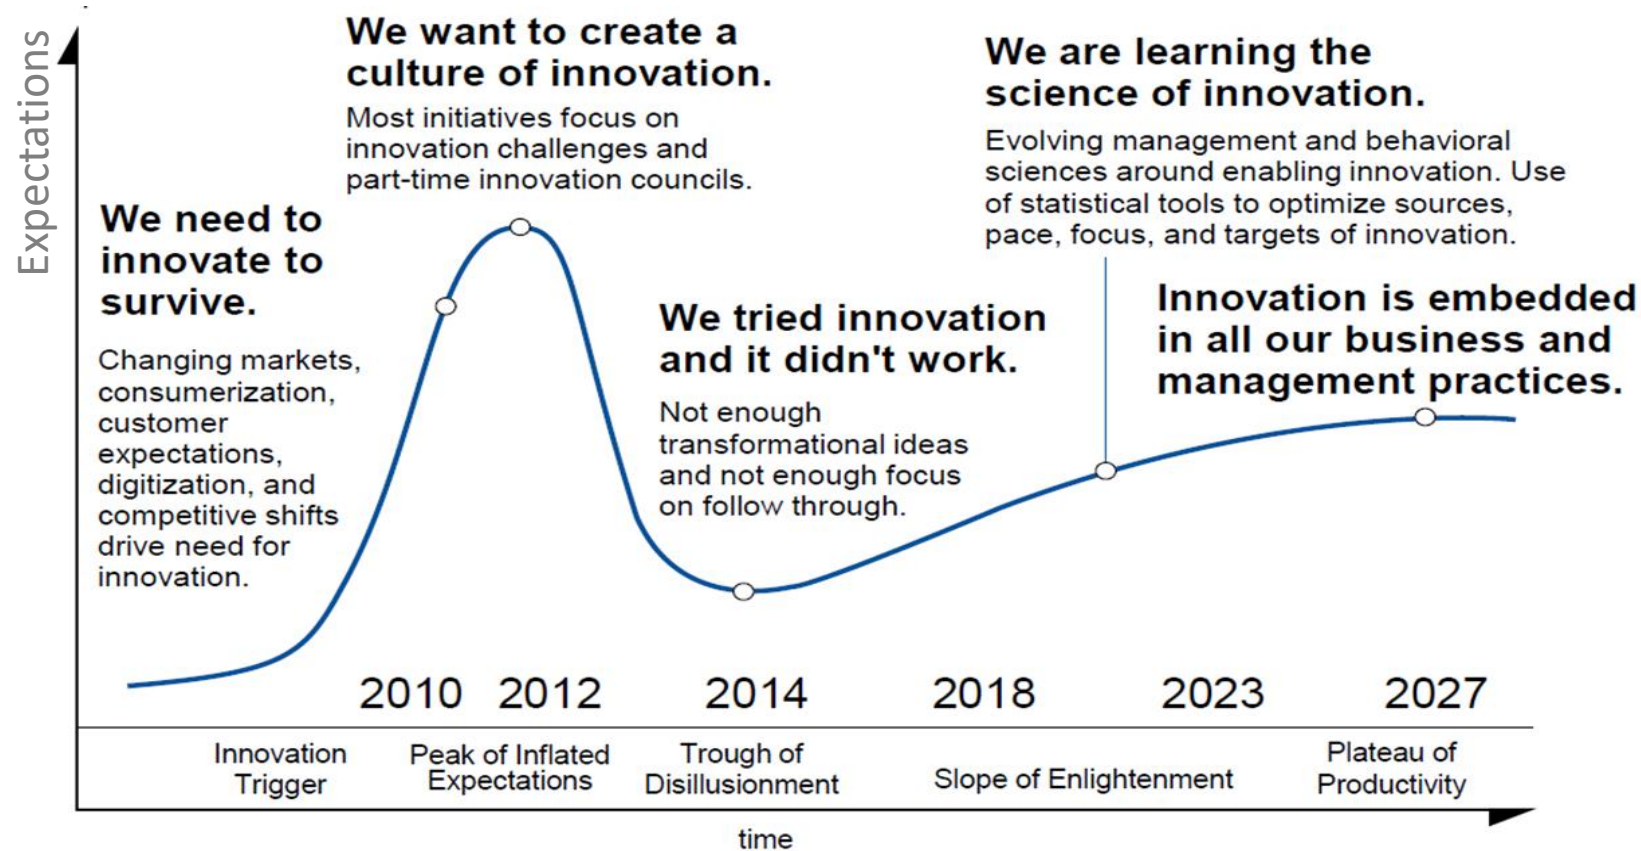 Expectations
We want to create a
culture of innovation.
Most initiatives focus on
innovation challenges and
part-time innovation councils.
We are learning the
science of innovation.
Evolving management and behavioral
sciences around enabling innovation. Use
of statistical tools to optimize sources,
pace, focus, and targets of innovation.
We need to
innovate to
survive.
Changing markets,
consumerization,
customer
expectations,
digitization, and
competitive shifts
drive need for
innovation.
We tried innovation
and it didn't work.
Not enough
transformational ideas
and not enough focus
on follow through.
Innovation is embedded
in all our business and
management practices.
2010 2012 2014 2018 2023 2027
Innovation
Trigger
Peak of Inflated
Expectations
Trough of
Disillusionment
Slope of Enlightenment
Plateau of
Productivity
time